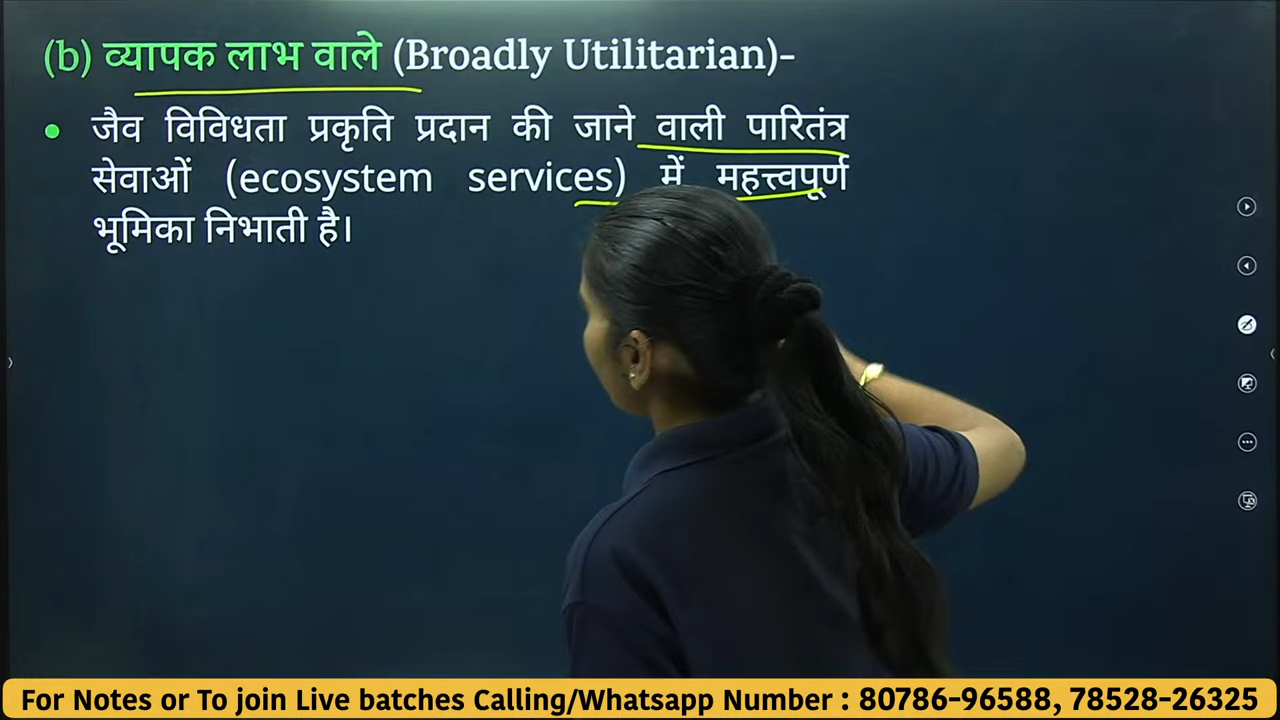 (b) व्यापक लाभ वाले (Broadly Utilitarian)-
जैव विविधता प्रकृति प्रदान की जाने वाली पारितंत्र
सेवाओं (ecosystem services) में महत्त्वपूर्ण
भूमिका निभाती है।
For Notes or To join Live batches Calling/Whatsapp Number : 80786-96588, 78528-26325